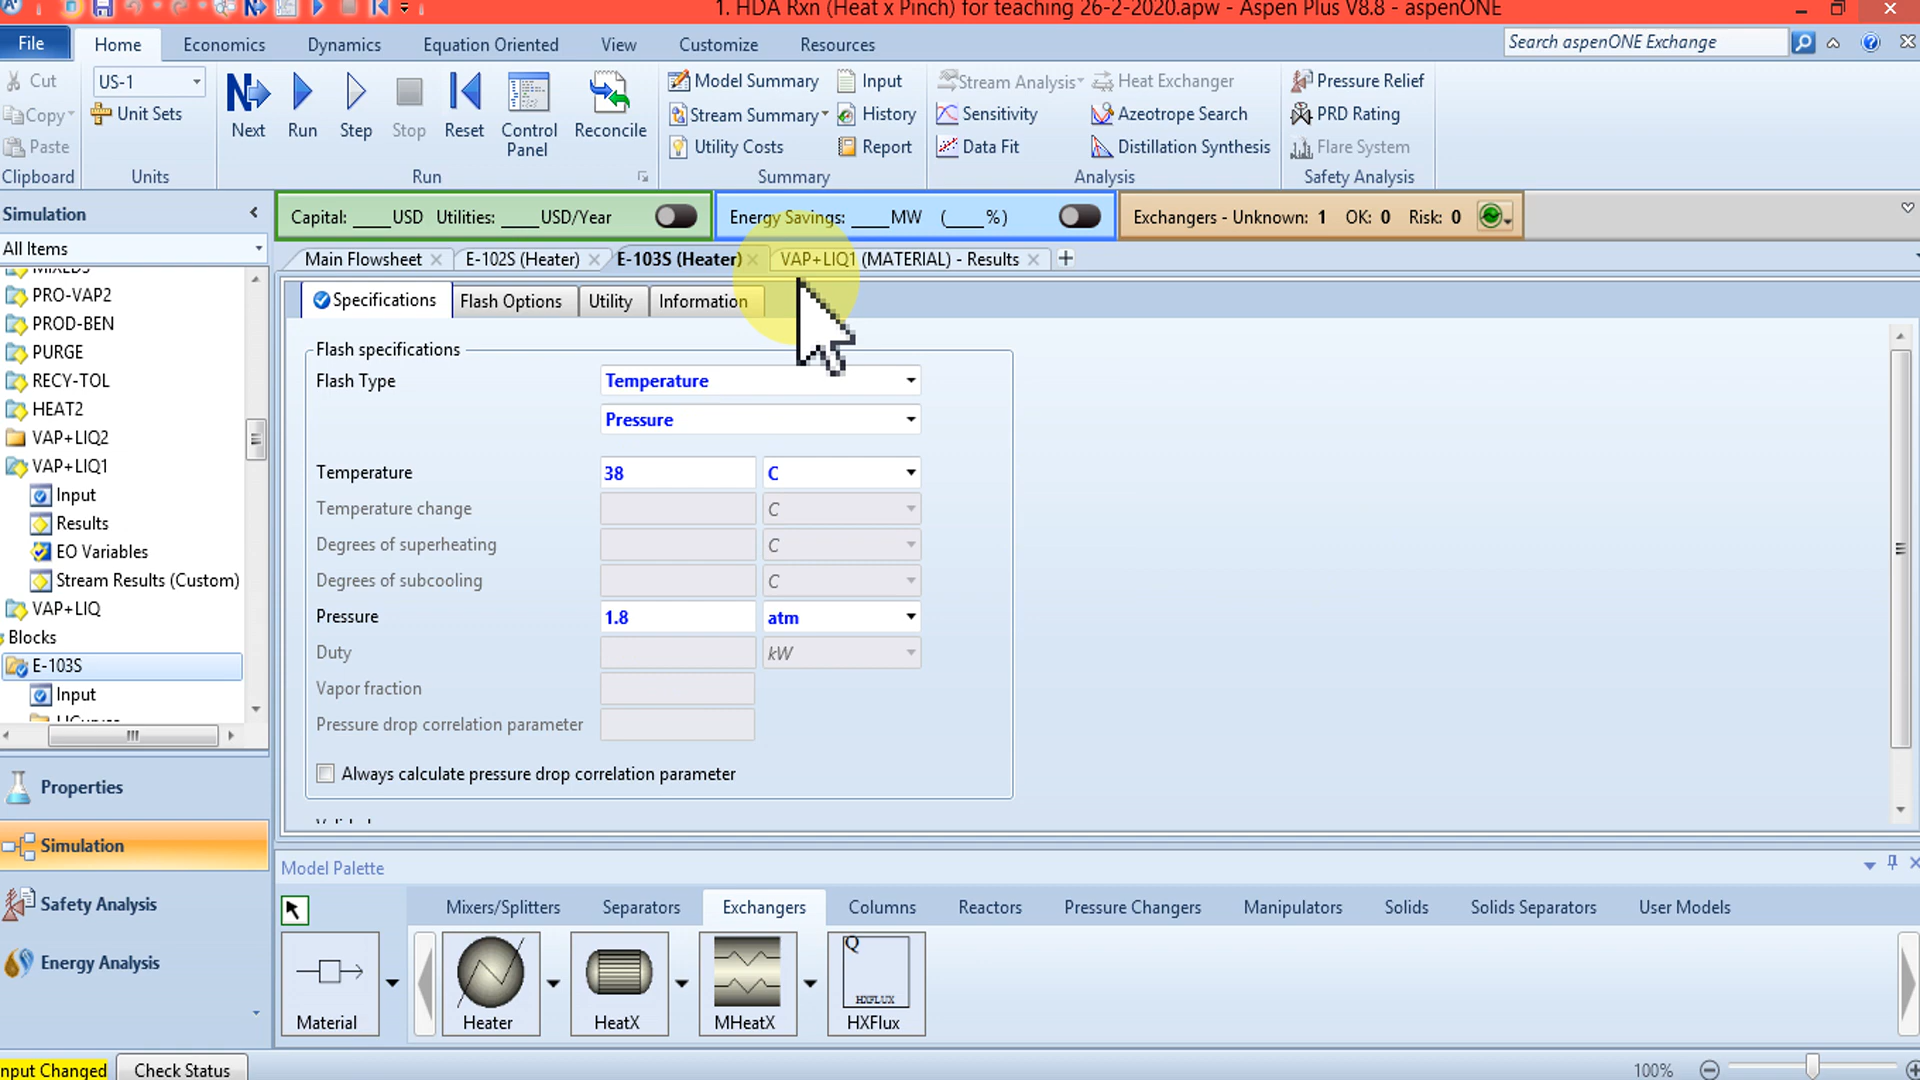 1. HDA Rxn (Heat x Pinch) for teaching 26-2-2020.apw - Aspen Plus V8.8 - aspenONE
File Home Economics Dynamics Equation Oriented View Customize Resources Search aspenONE Exchange
Cut US-1 Model Summary Input Stream Analysis Heat Exchanger Pressure Relief
Copy Unit Sets Stream Summary History Sensitivity Azeotrope Search PRD Rating
Next Run Step Stop Reset Control Panel Reconcile
Paste Utility Costs Report Data Fit Distillation Synthesis Flare System
Clipboard Units Run Summary Analysis Safety Analysis
Simulation Capital: ____USD Utilities: ____USD/Year Energy Savings: ____MW (____%) Exchangers - Unknown: 1 OK: 0 Risk: 0
All Items Main Flowsheet E-102S (Heater) E-103S (Heater) VAP+LIQ1 (MATERIAL) - Results
MIXEDS
PRO-VAP2
PROD-BEN
PURGE
RECY-TOL
HEAT2
VAP+LIQ2
VAP+LIQ1
Input
Results
EO Variables
Stream Results (Custom)
VAP+LIQ
Blocks
E-103S
Input
HCurves
Specifications Flash Options Utility Information
Flash specifications
Flash Type Temperature
Pressure
Temperature 38 C
Temperature change C
Degrees of superheating C
Degrees of subcooling C
Pressure 1.8 atm
Duty kW
Vapor fraction
Pressure drop correlation parameter
Always calculate pressure drop correlation parameter
Properties
Simulation
Safety Analysis
Energy Analysis
Model Palette
Mixers/Splitters Separators Exchangers Columns Reactors Pressure Changers Manipulators Solids Solids Separators User Models
Q
HXFLUX
Material Heater HeatX MHeatX HXFlux
nput Changed Check Status 100%